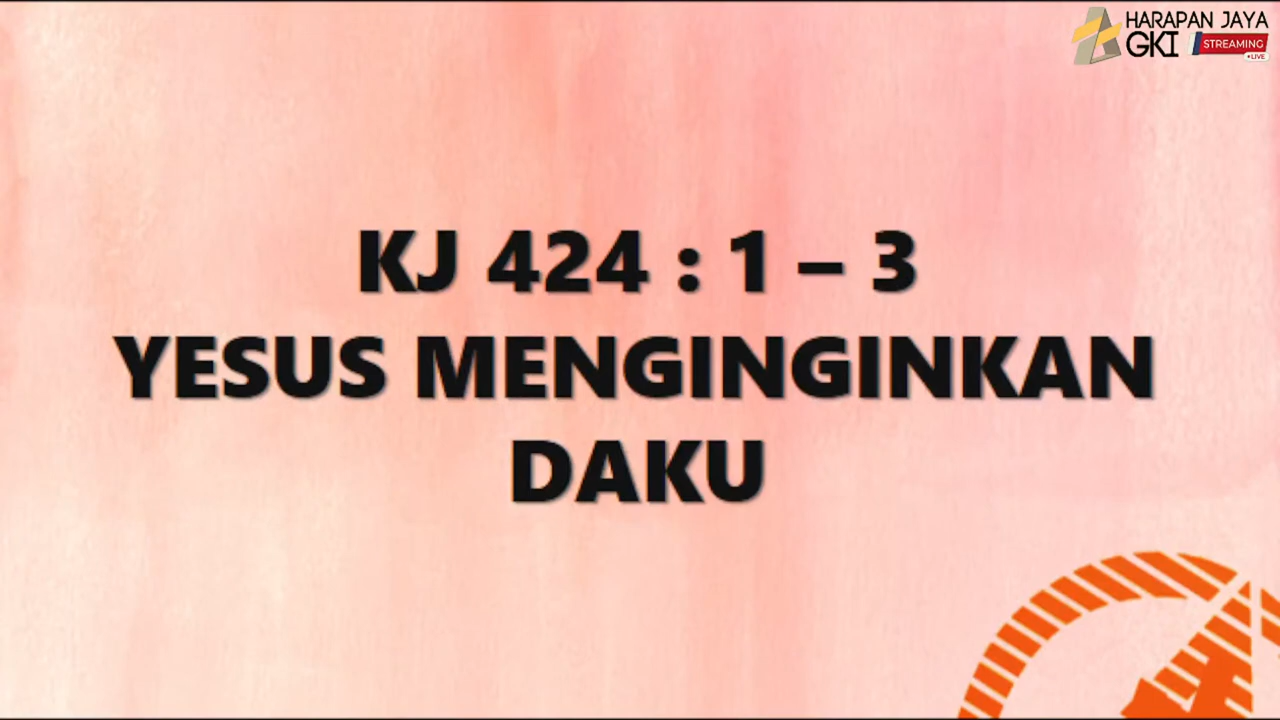 HARAPAN JAYA
GKI STREAMING
LIVE
KJ 424 : 1 – 3
YESUS MENGINGINKAN
DAKU